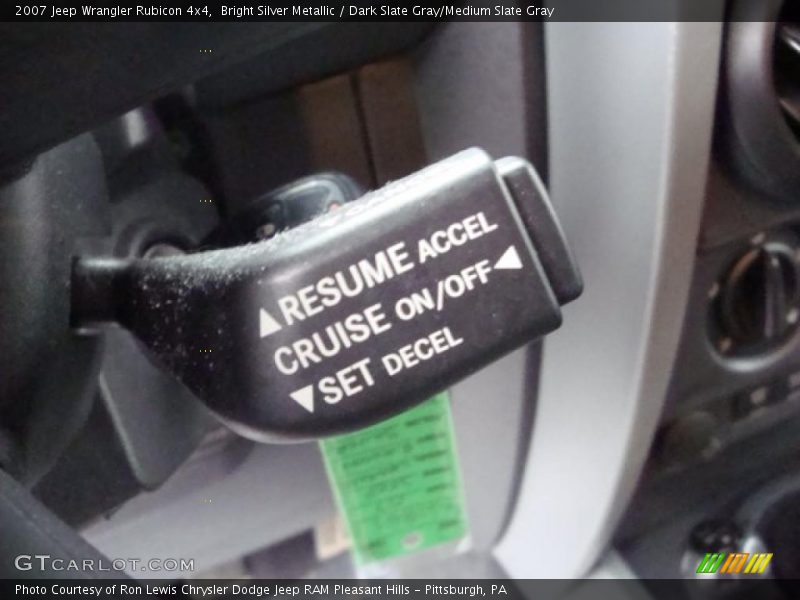 2007 Jeep Wrangler Rubicon 4x4,  Bright Silver Metallic / Dark Slate Gray/Medium Slate Gray
▲RESUME ACCEL
CRUISE ON/OFF◀
▼SET DECEL
GTCARLOT.COM
Photo Courtesy of Ron Lewis Chrysler Dodge Jeep RAM Pleasant Hills - Pittsburgh, PA